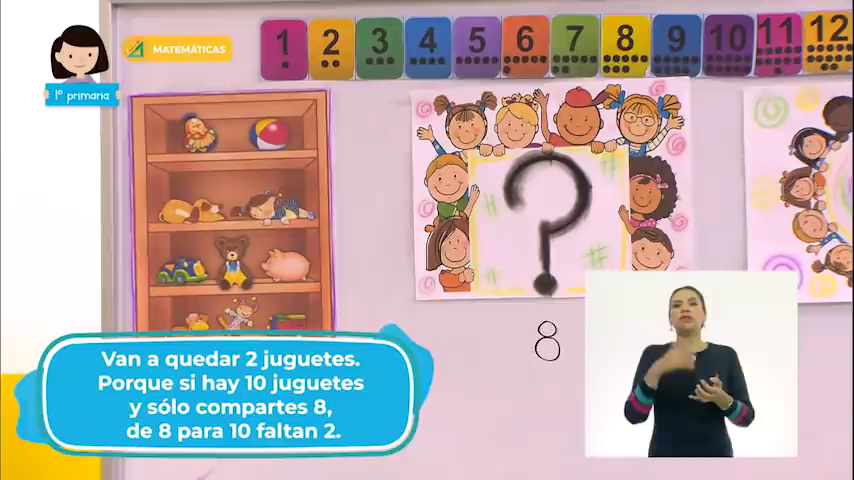 1 2 3 4 5 6 7 8 9 10 11 12
MATEMÁTICAS
1° primaria
8
Van a quedar 2 juguetes.
Porque si hay 10 juguetes
y sólo compartes 8,
de 8 para 10 faltan 2.